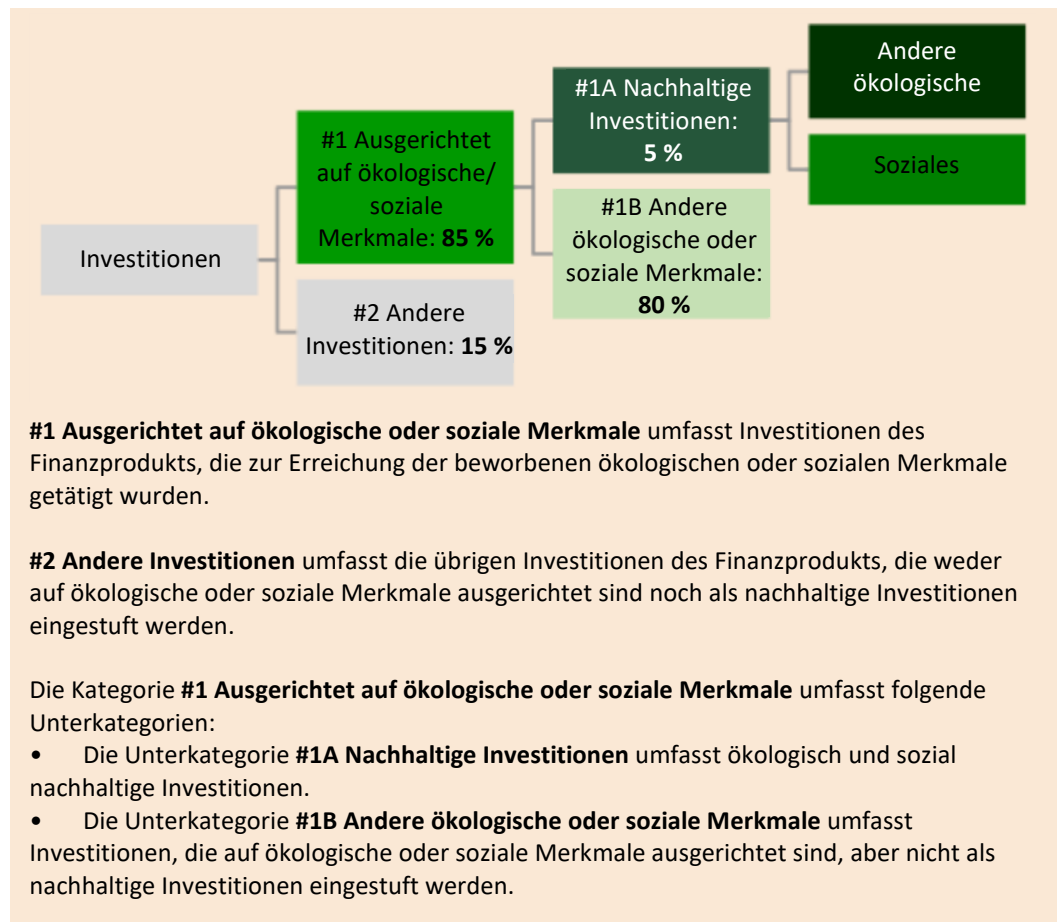 Investitionen
#1 Ausgerichtet
auf ökologische/
soziale
Merkmale: 85 %
#2 Andere
Investitionen: 15 %
#1A Nachhaltige
Investitionen:
5 %
#1B Andere
ökologische oder
soziale Merkmale:
80 %
Andere
ökologische
Soziales
#1 Ausgerichtet auf ökologische oder soziale Merkmale umfasst Investitionen des
Finanzprodukts, die zur Erreichung der beworbenen ökologischen oder sozialen Merkmale
getätigt wurden.
#2 Andere Investitionen umfasst die übrigen Investitionen des Finanzprodukts, die weder
auf ökologische oder soziale Merkmale ausgerichtet sind noch als nachhaltige Investitionen
eingestuft werden.
Die Kategorie #1 Ausgerichtet auf ökologische oder soziale Merkmale umfasst folgende
Unterkategorien:
• Die Unterkategorie #1A Nachhaltige Investitionen umfasst ökologisch und sozial
nachhaltige Investitionen.
• Die Unterkategorie #1B Andere ökologische oder soziale Merkmale umfasst
Investitionen, die auf ökologische oder soziale Merkmale ausgerichtet sind, aber nicht als
nachhaltige Investitionen eingestuft werden.